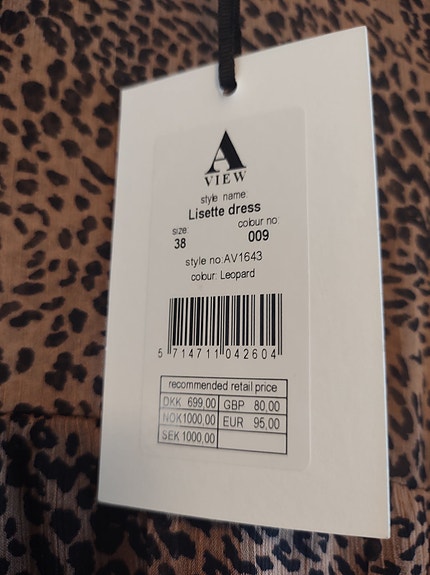 A
VIEW
style name:
Lisette dress
size: colour no:
38 009
style no:AV1643
colour: Leopard
5 714711 042604
recommended retail price
DKK 699,00 GBP 80,00
NOK1000,00 EUR 95,00
SEK 1000,00